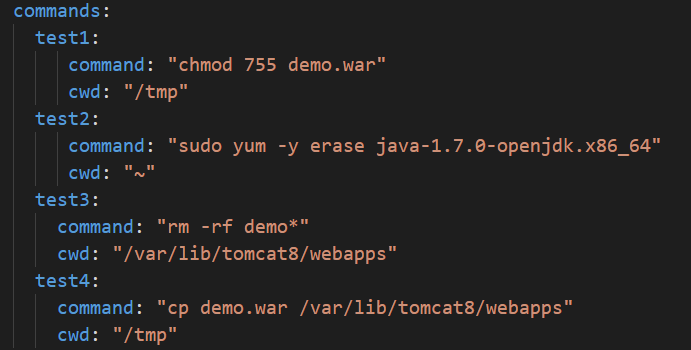 commands:
  test1:
     command: "chmod 755 demo.war"
     cwd: "/tmp"
  test2:
     command: "sudo yum -y erase java-1.7.0-openjdk.x86_64"
     cwd: "~"
  test3:
    command: "rm -rf demo*"
    cwd: "/var/lib/tomcat8/webapps"
  test4:
    command: "cp demo.war /var/lib/tomcat8/webapps"
    cwd: "/tmp"